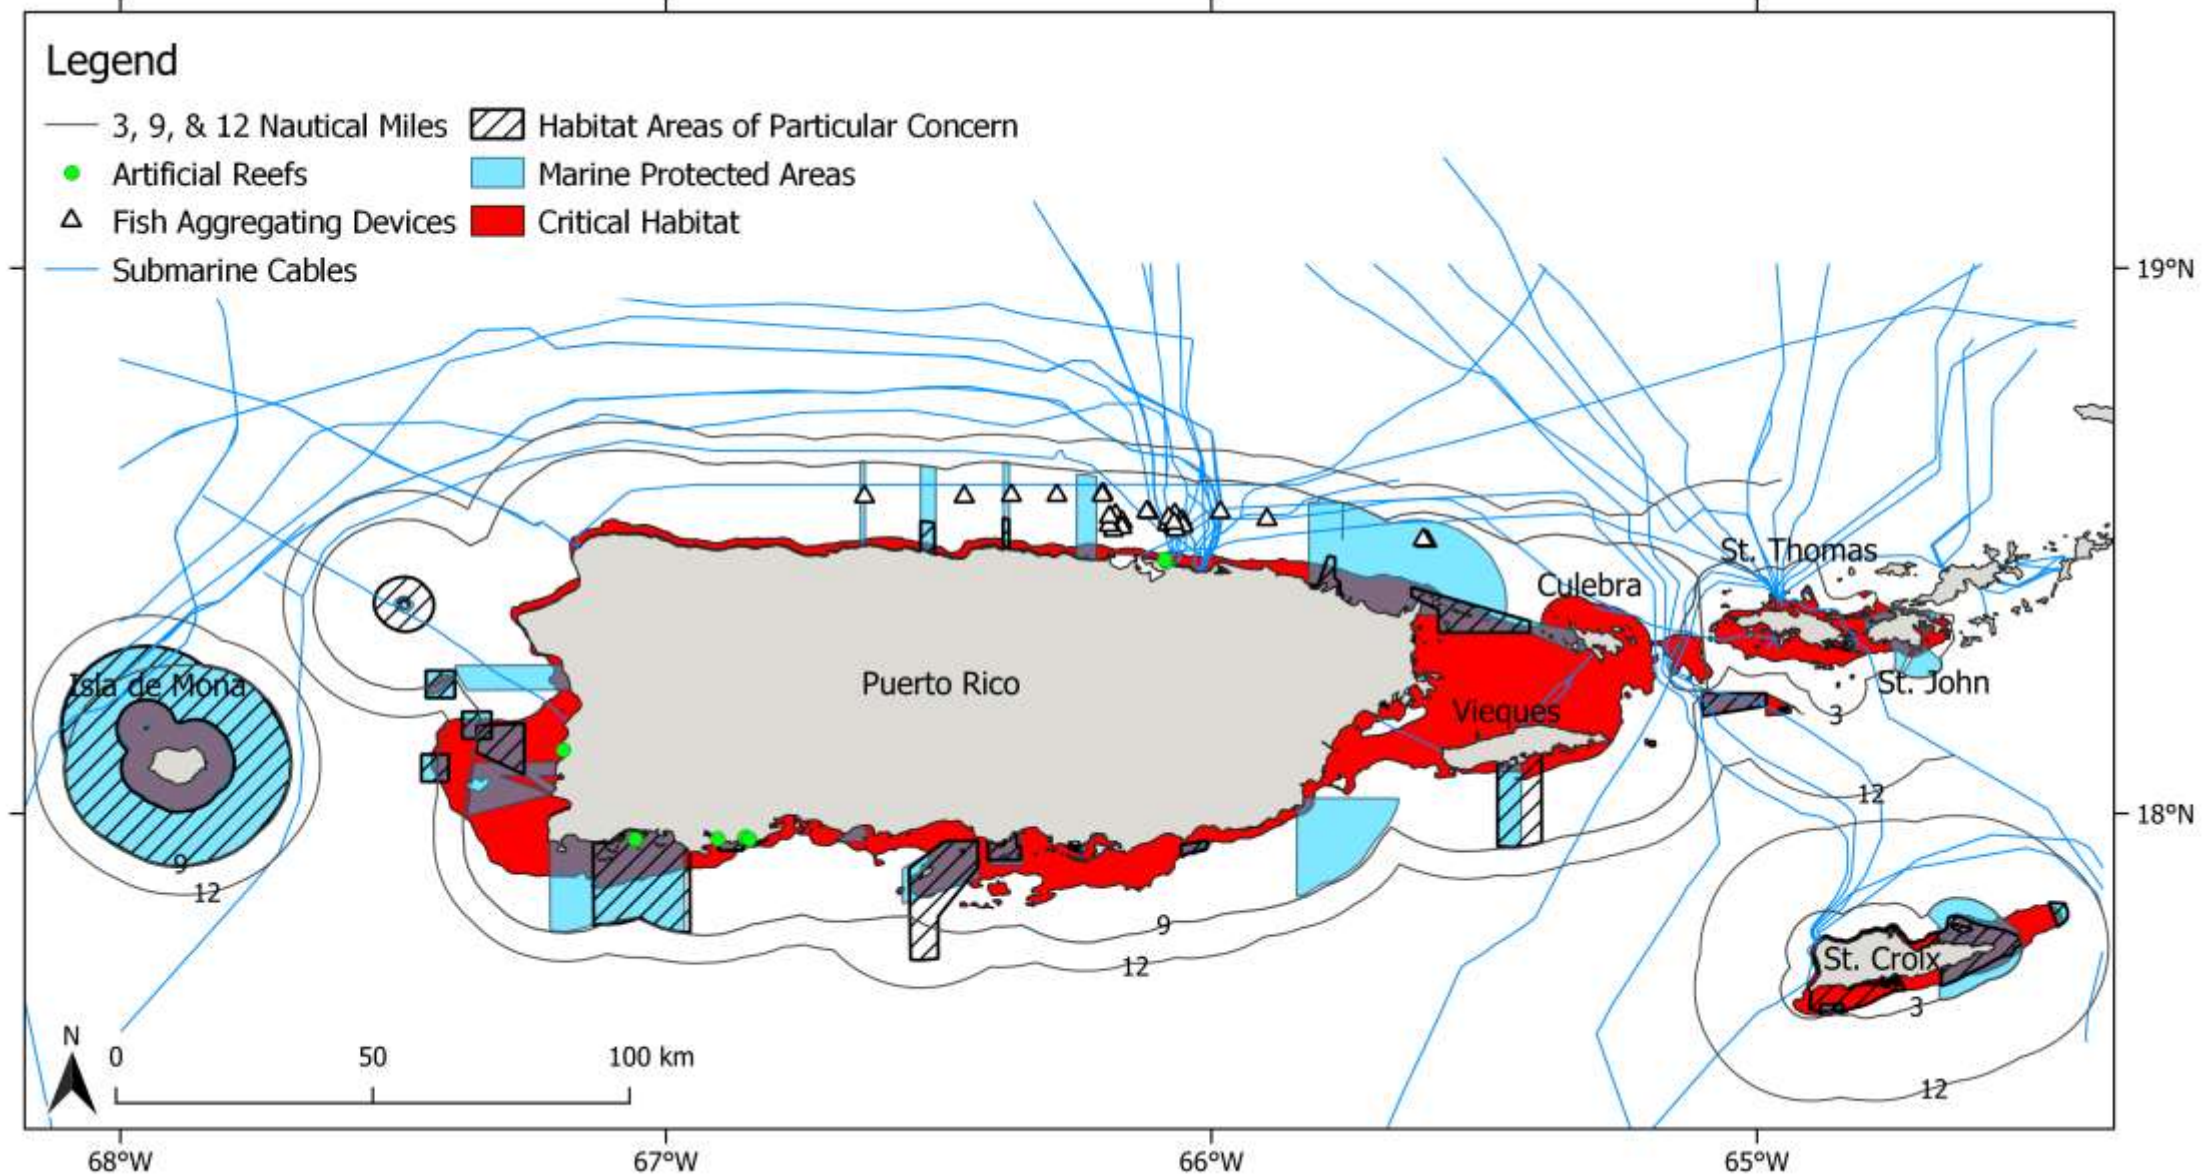 Legend
3, 9, & 12 Nautical Miles
Habitat Areas of Particular Concern
Artificial Reefs
Marine Protected Areas
Fish Aggregating Devices
Critical Habitat
Submarine Cables
19°N
St. Thomas
Culebra
Isla de Mona
Puerto Rico
St. John
Vieques
3
12
18°N
9
12
9
12
St. Croix
3
N
0
50
100 km
12
68°W
67°W
66°W
65°W